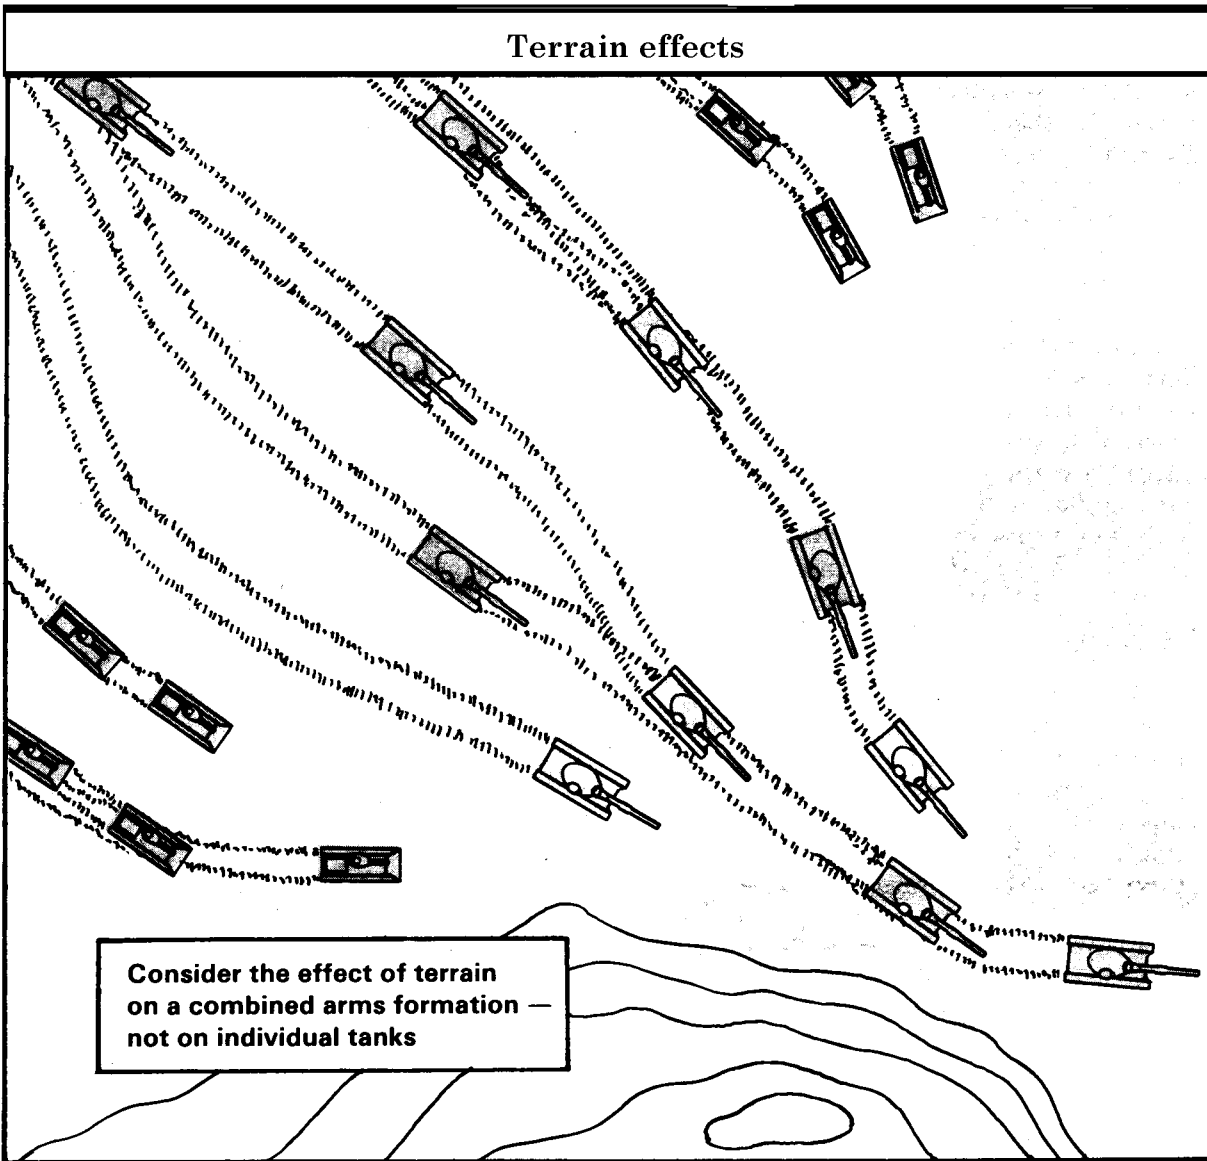 Terrain effects
Consider the effect of terrain
on a combined arms formation —
not on individual tanks